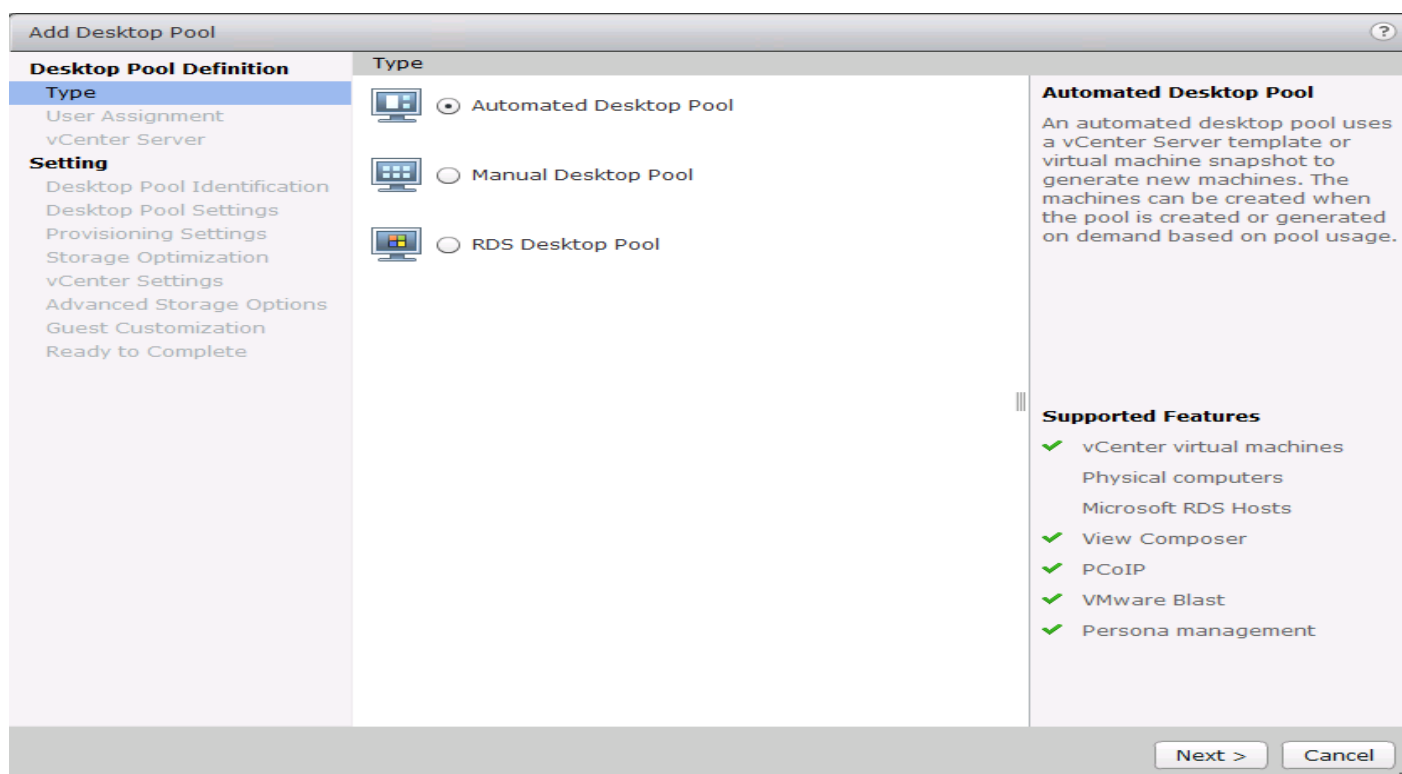 Add Desktop Pool
?
Desktop Pool Definition
Type
User Assignment
vCenter Server
Setting
Desktop Pool Identification
Desktop Pool Settings
Provisioning Settings
Storage Optimization
vCenter Settings
Advanced Storage Options
Guest Customization
Ready to Complete
Type
Automated Desktop Pool
Manual Desktop Pool
RDS Desktop Pool
Automated Desktop Pool
An automated desktop pool uses
a vCenter Server template or
virtual machine snapshot to
generate new machines. The
machines can be created when
the pool is created or generated
on demand based on pool usage.
Supported Features
vCenter virtual machines
Physical computers
Microsoft RDS Hosts
View Composer
PCoIP
VMware Blast
Persona management
Next >
Cancel